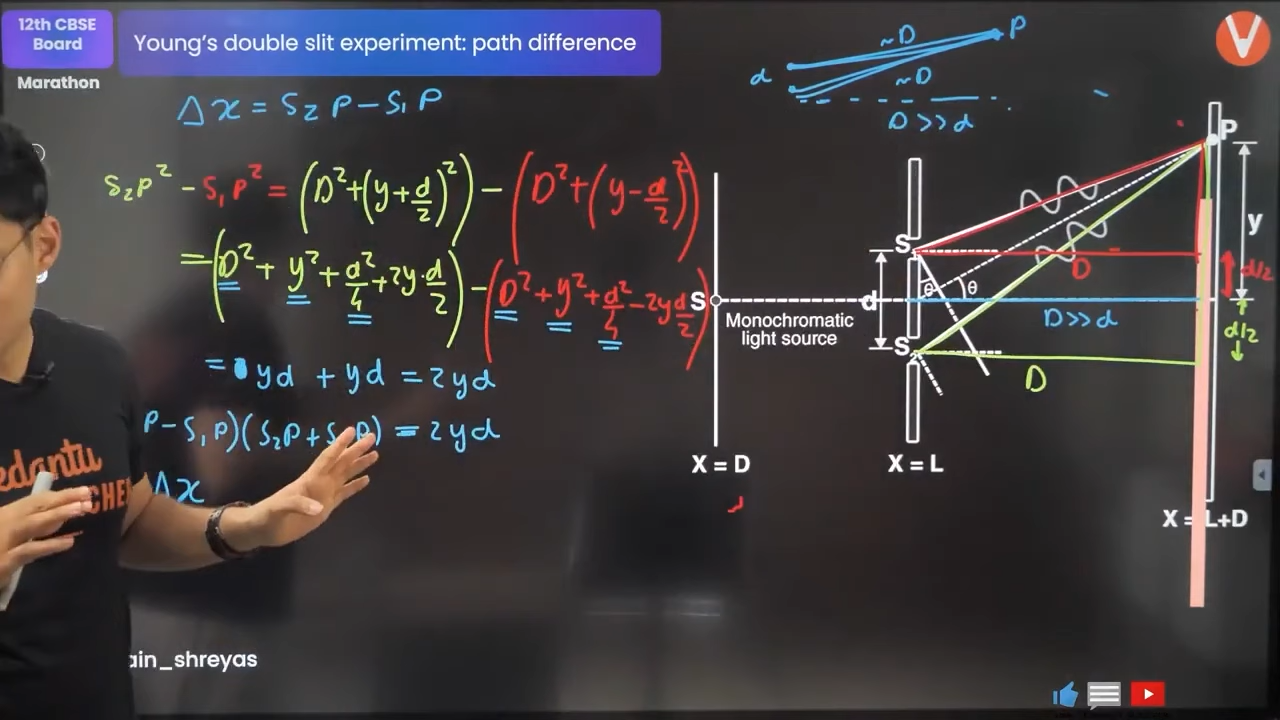 12th CBSE
Board
Marathon
Young's double slit experiment: path difference
Δx = S₂P – S₁P
S₂P² – S₁P² = (D² + (y + d/2)²) – (D² + (y – d/2)²)
= (D² + y² + d²/4 + 2y·d/2) – (D² + y² + d²/4 – 2y d/2)
= yd + yd = 2yd
P – S₁P)(S₂P + S P) = 2yd
Δx
~D
P
d
~D
D >> d
S
Monochromatic
light source
X = D
S
d
S
X = L
θ
θ
D
D >> d
D
P
y
d/2
d/2
X = L+D
edantu
CHEN
ain_shreyas
V